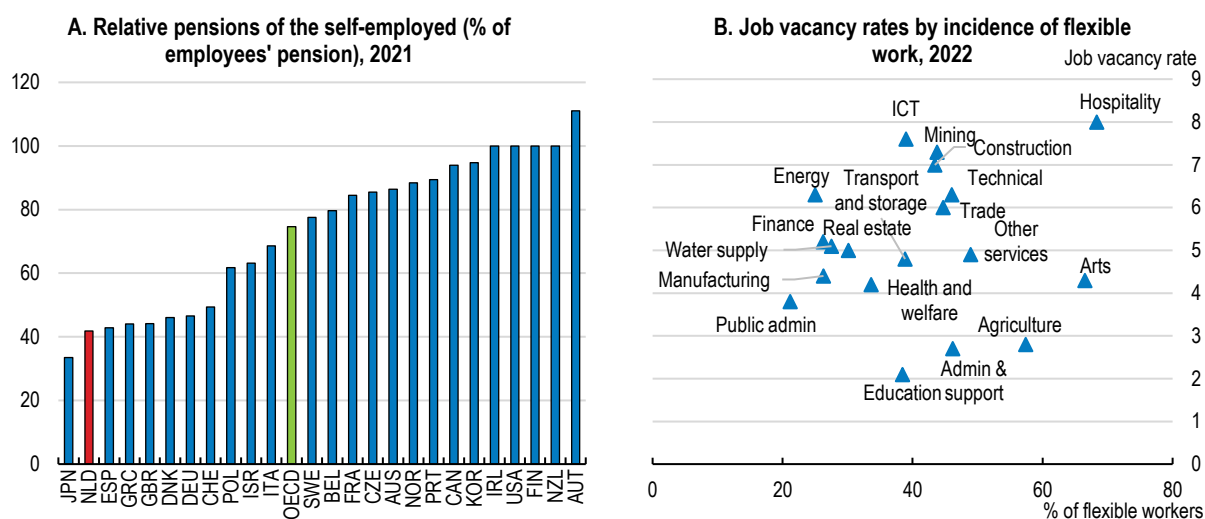 A. Relative pensions of the self-employed (% of
employees' pension), 2021
120
100
80
60
40
20
0
JPN
NLD
ESP
GRC
GBR
DNK
DEU
CHE
POL
ISR
ITA
OECD
SWE
BEL
FRA
CZE
AUS
NOR
PRT
CAN
KOR
IRL
USA
FIN
NZL
AUT
B. Job vacancy rates by incidence of flexible
work, 2022
Job vacancy rate
9
8
7
6
5
4
3
2
1
0
Hospitality
ICT
Mining
Construction
Energy
Transport
and storage
Technical
Trade
Finance
Real estate
Other
services
Water supply
Manufacturing
Arts
Health and
welfare
Public admin
Agriculture
Admin &
Education support
0
20
40
60
80
% of flexible workers